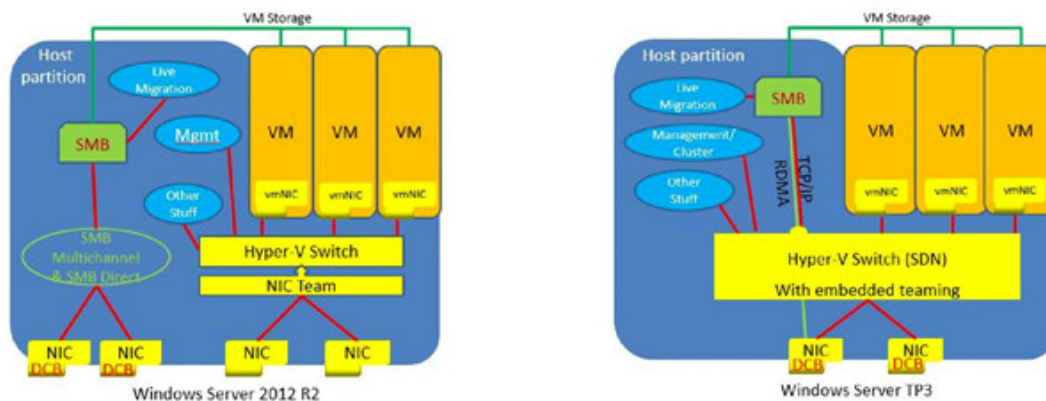 VM Storage
Host
partition
Live
Migration
SMB
Mgmt
VM
VM
VM
Other
Stuff
vmNIC
vmNIC
vmNIC
SMB
Multichannel
& SMB Direct
Hyper-V Switch
NIC Team
NIC
DCB
NIC
DCB
NIC
NIC
Windows Server 2012 R2
VM Storage
Host partition
Live
Migration
SMB
Management/
Cluster
Other
Stuff
TCP/IP
RDMA
VM
VM
VM
vmNIC
vmNIC
vmNIC
Hyper-V Switch (SDN)
With embedded teaming
NIC
DCB
NIC
DCB
Windows Server TP3